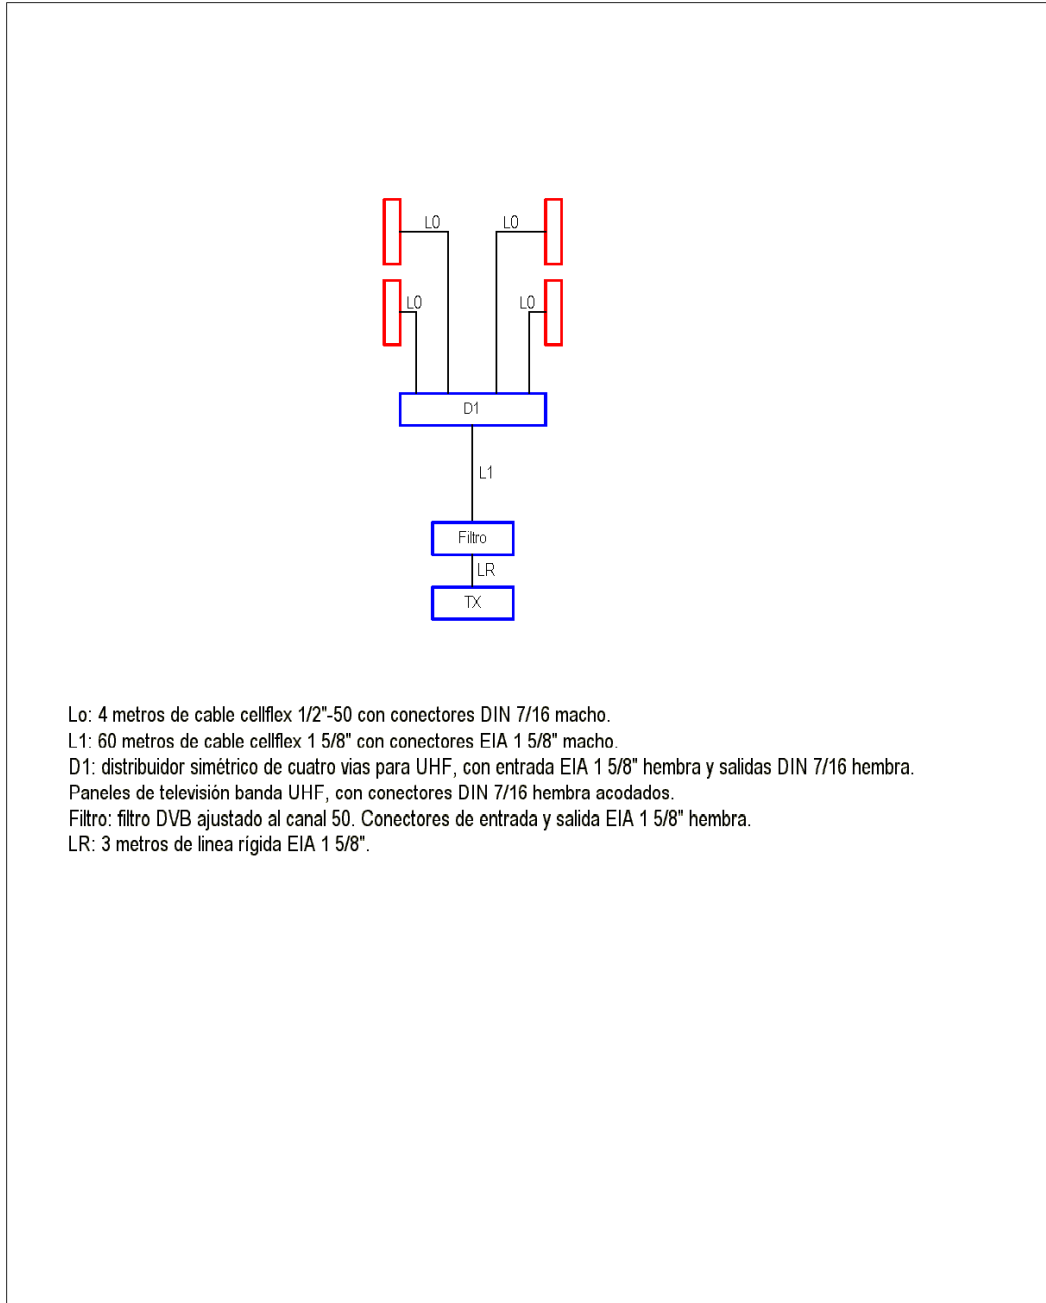 L0 L0
L0 L0
D1
L1
Filtro
LR
TX
Lo: 4 metros de cable cellflex 1/2"-50 con conectores DIN 7/16 macho.
L1: 60 metros de cable cellflex 1 5/8" con conectores EIA 1 5/8" macho.
D1: distribuidor simétrico de cuatro vias para UHF, con entrada EIA 1 5/8" hembra y salidas DIN 7/16 hembra.
Paneles de televisión banda UHF, con conectores DIN 7/16 hembra acodados.
Filtro: filtro DVB ajustado al canal 50. Conectores de entrada y salida EIA 1 5/8" hembra.
LR: 3 metros de linea rígida EIA 1 5/8".